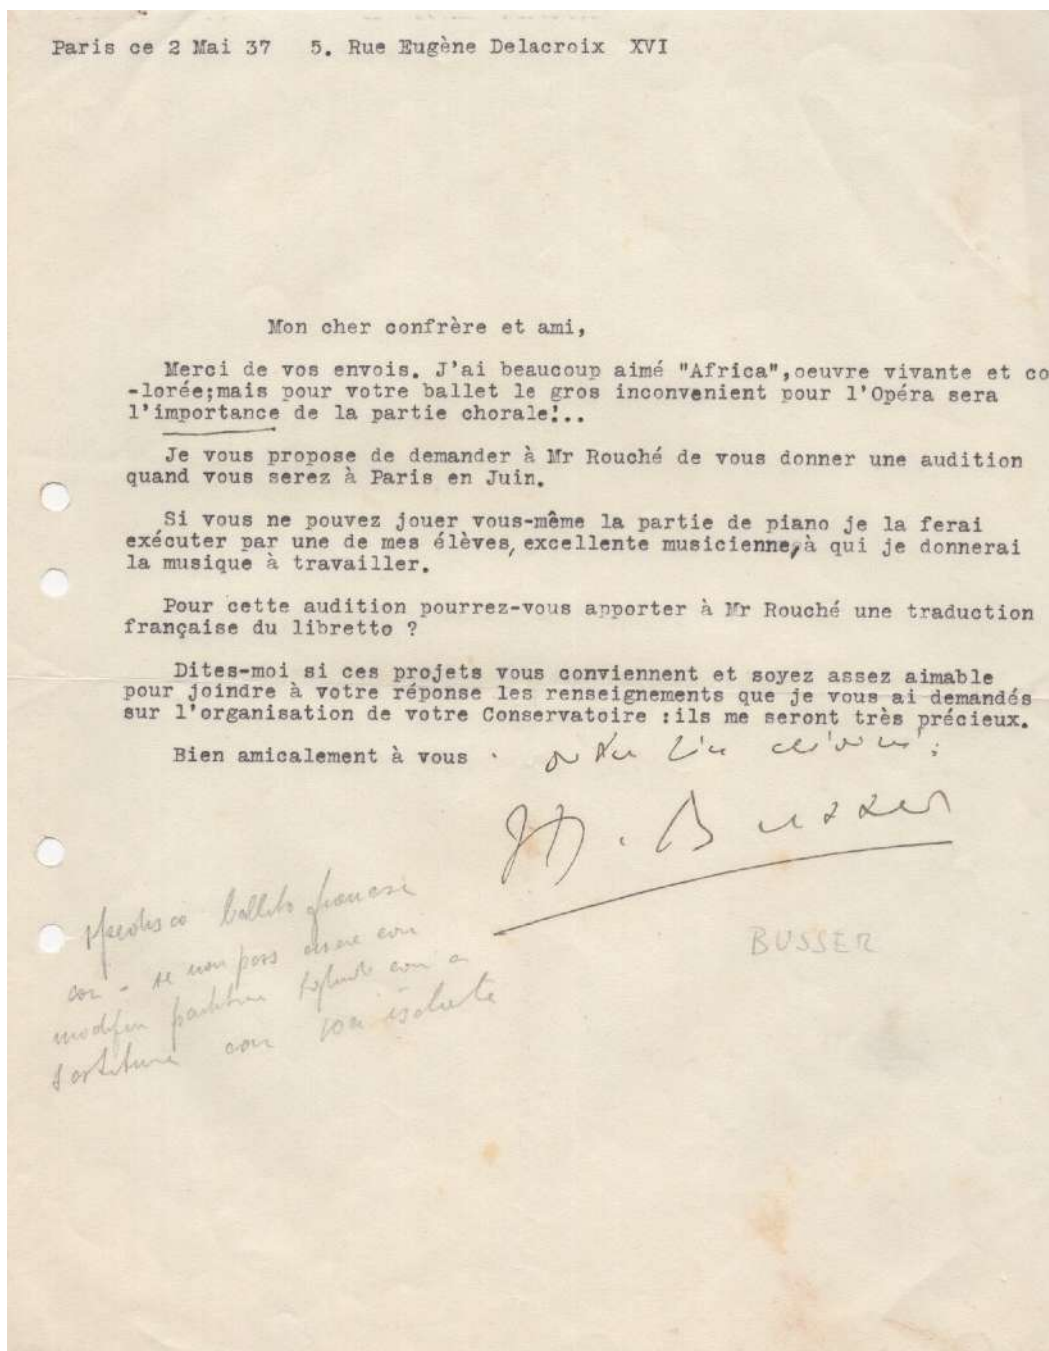 Paris ce 2 Mai 37   5. Rue Eugène Delacroix  XVI
Mon cher confrère et ami,
Merci de vos envois. J'ai beaucoup aimé "Africa",oeuvre vivante et co
-lorée;mais pour votre ballet le gros inconvenient pour l'Opéra sera
l'importance de la partie chorale!..
Je vous propose de demander à Mr Rouché de vous donner une audition
quand vous serez à Paris en Juin.
Si vous ne pouvez jouer vous-même la partie de piano je la ferai
exécuter par une de mes élèves, excellente musicienne, à qui je donnerai
la musique à travailler.
Pour cette audition pourrez-vous apporter à Mr Rouché une traduction
française du libretto ?
Dites-moi si ces projets vous conviennent et soyez assez aimable
pour joindre à votre réponse les renseignements que je vous ai demandés
sur l'organisation de votre Conservatoire :ils me seront très précieux.
Bien amicalement à vous
H. Busser
BUSSER
se non
con